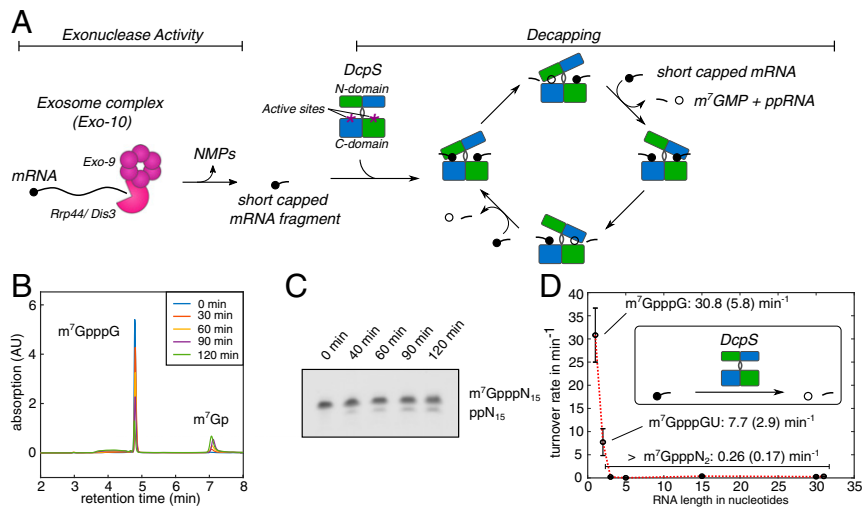 A
Exonuclease Activity
Decapping
DcpS
N-domain
Active sites
C-domain
Exosome complex
(Exo-10)
Exo-9
mRNA
Rrp44/ Dis3
NMPs
short capped
mRNA fragment
short capped mRNA
m⁷GMP + ppRNA
B
absorption (AU)
6
4
2
0
m⁷GpppG
m⁷Gp
0 min
30 min
60 min
90 min
120 min
2 3 4 5 6 7 8
retention time (min)
C
0 min
40 min
60 min
90 min
120 min
m⁷GpppN₁₅
ppN₁₅
D
turnover rate in min⁻¹
40
35
30
25
20
15
10
5
0
m⁷GpppG: 30.8 (5.8) min⁻¹
DcpS
m⁷GpppGU: 7.7 (2.9) min⁻¹
> m⁷GpppN₂: 0.26 (0.17) min⁻¹
0 5 10 15 20 25 30 35
RNA length in nucleotides